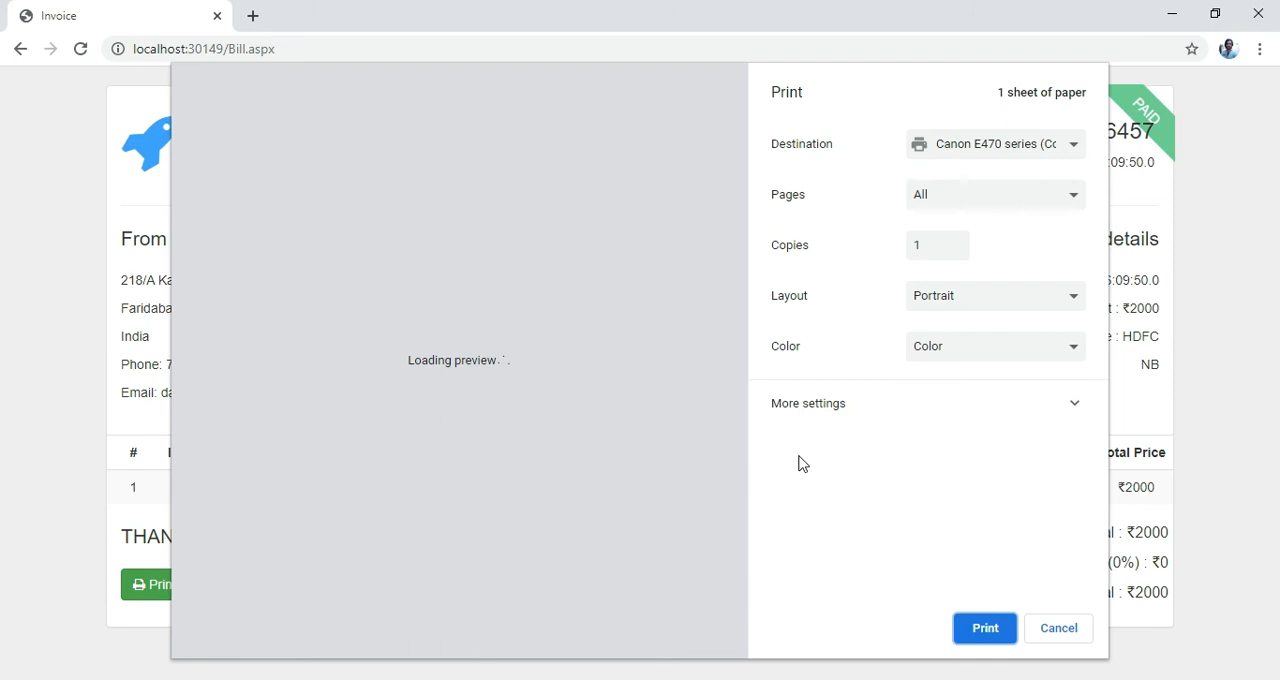 Invoice
localhost:30149/Bill.aspx
PAID
6457
:09:50.0
From
218/A Ka
Faridaba
India
Phone: 7
Email: da
details
6:09:50.0
t : ₹2000
e : HDFC
NB
# I
otal Price
1
₹2000
THAN
Prin
al : ₹2000
(0%) : ₹0
al : ₹2000
Loading preview
Print
1 sheet of paper
Destination
Canon E470 series (Cc
Pages
All
Copies
1
Layout
Portrait
Color
Color
More settings
Print
Cancel